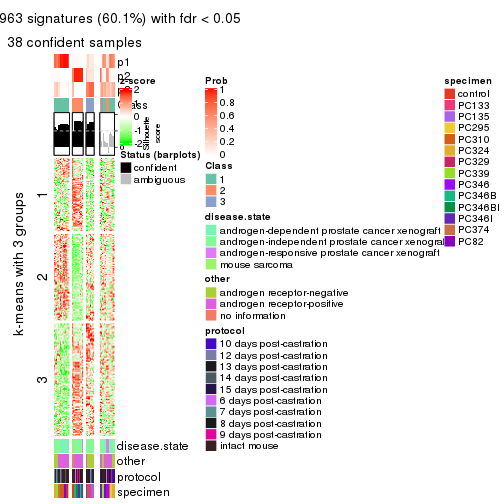 963 signatures (60.1%) with fdr < 0.05
38 confident samples
p1
p2
z-score
Class
2
0
-2
Silhouette
score
Status (barplots)
confident
ambiguous
k-means with 3 groups
1
2
3
disease.state
other
protocol
specimen
Prob
1
0.8
0.6
0.4
0.2
0
Class
1
2
3
disease.state
androgen-dependent prostate cancer xenograft
androgen-independent prostate cancer xenograft
androgen-responsive prostate cancer xenograft
mouse sarcoma
other
androgen receptor-negative
androgen receptor-positive
no information
protocol
10 days post-castration
12 days post-castration
13 days post-castration
14 days post-castration
15 days post-castration
6 days post-castration
7 days post-castration
8 days post-castration
9 days post-castration
intact mouse
specimen
control
PC133
PC135
PC295
PC310
PC324
PC329
PC339
PC346
PC346B
PC346BI
PC346I
PC374
PC82